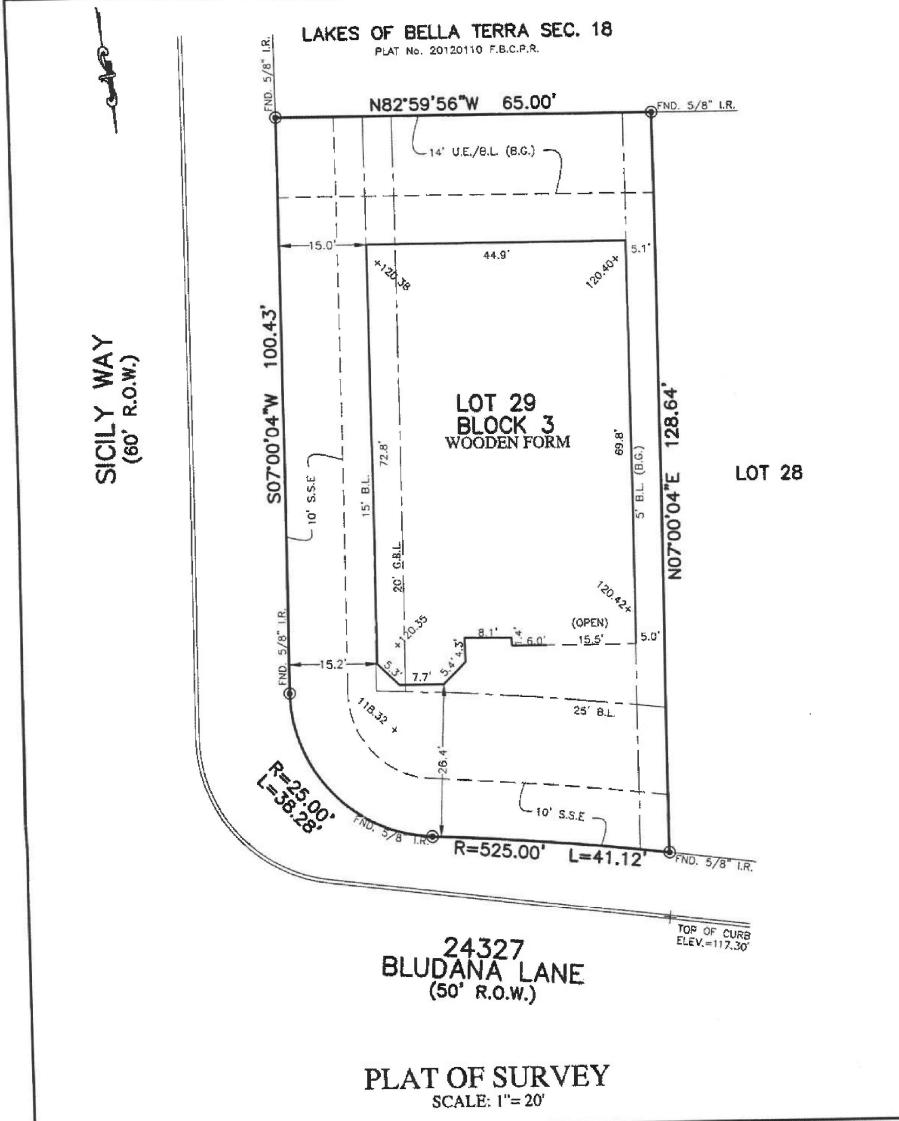 LAKES OF BELLA TERRA SEC. 18
PLAT No. 20120110 F.B.C.P.R.
FND. 5/8" I.R.
N82°59'56"W 65.00'
FND. 5/8" I.R.
14' U.E./B.L. (B.G.)
15.0'
44.9'
5.1'
+120.38
120.40+
SICILY WAY
(60' R.O.W.)
S07°00'04"W 100.43'
10' S.S.E
15' B.L.
72.8'
20' G.B.L.
LOT 29
BLOCK 3
WOODEN FORM
69.8'
5' B.L. (B.G.)
N07°00'04"E 128.64'
LOT 28
FND. 5/8" I.R.
+120.35
120.42+
(OPEN)
8.1'
1.4'
6.0'
15.5'
5.0'
15.2'
5.3'
7.7'
5.4'
4.3'
118.32 +
25' B.L.
26.4'
R=25.00'
L=38.28'
FND. 5/8" I.R.
10' S.S.E
R=525.00' L=41.12'
FND. 5/8" I.R.
TOP OF CURB
ELEV.=117.30'
24327
BLUDANA LANE
(50' R.O.W.)
PLAT OF SURVEY
SCALE: 1"= 20'